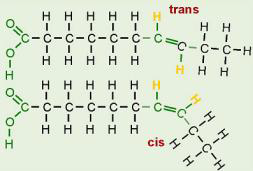 H H H H H H trans
O H H
C C C C C C C C C C H
O
H H H H H H H H H
H H H H H H
O H
C C C C C C C C
O
H H H H H H H
cis C H
H C H
H H